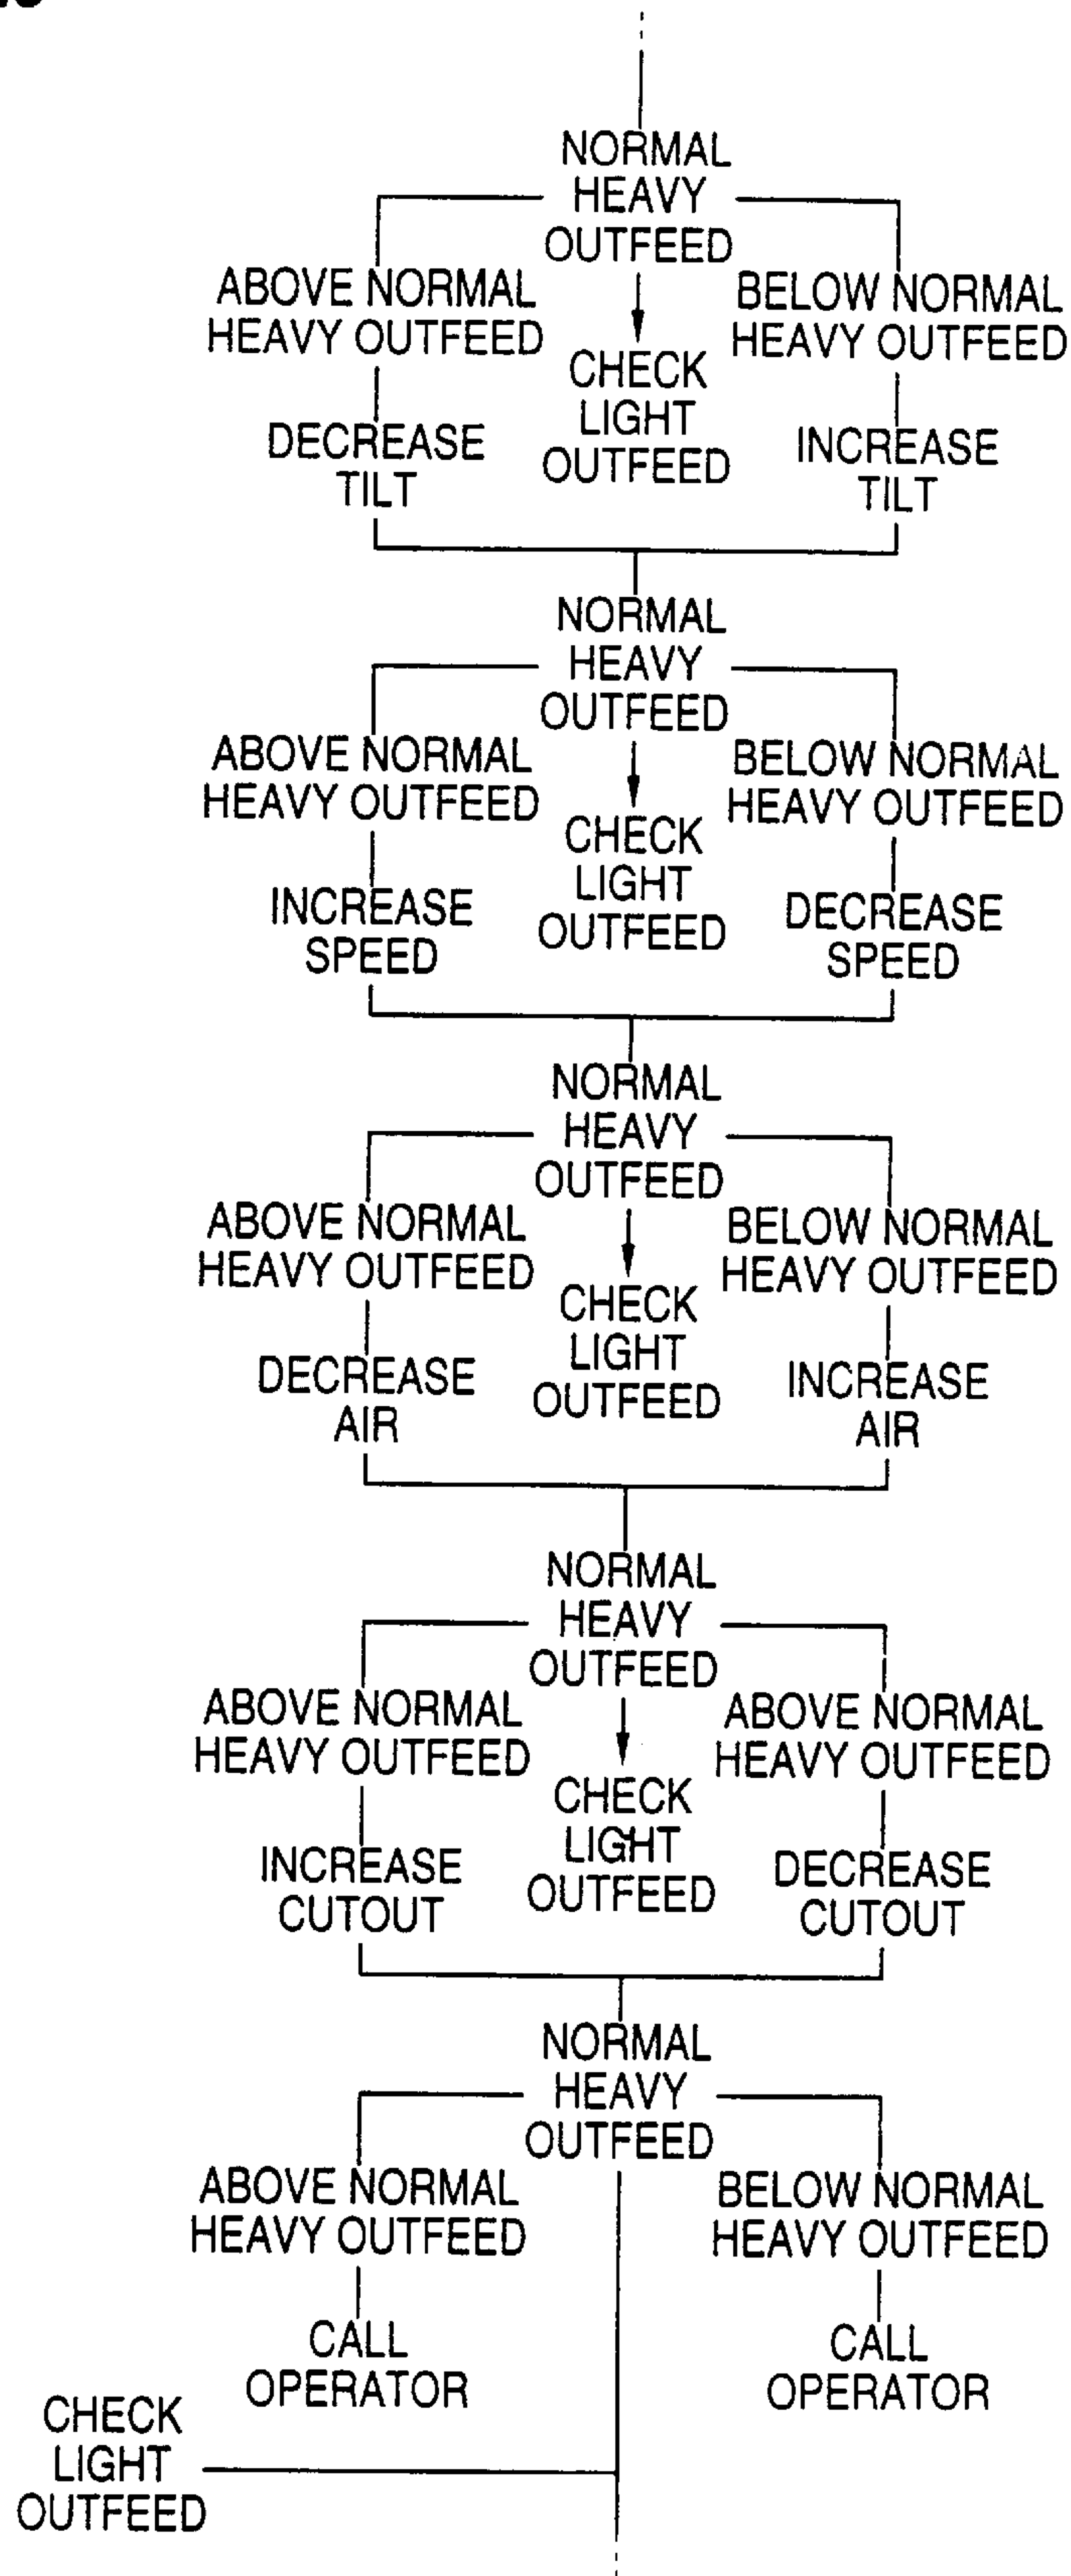 NORMAL
HEAVY
OUTFEED
ABOVE NORMAL
HEAVY OUTFEED
CHECK
LIGHT
OUTFEED
BELOW NORMAL
HEAVY OUTFEED
DECREASE
TILT
INCREASE
TILT
NORMAL
HEAVY
OUTFEED
ABOVE NORMAL
HEAVY OUTFEED
CHECK
LIGHT
OUTFEED
BELOW NORMAL
HEAVY OUTFEED
INCREASE
SPEED
DECREASE
SPEED
NORMAL
HEAVY
OUTFEED
ABOVE NORMAL
HEAVY OUTFEED
CHECK
LIGHT
OUTFEED
BELOW NORMAL
HEAVY OUTFEED
DECREASE
AIR
INCREASE
AIR
NORMAL
HEAVY
OUTFEED
ABOVE NORMAL
HEAVY OUTFEED
CHECK
LIGHT
OUTFEED
ABOVE NORMAL
HEAVY OUTFEED
INCREASE
CUTOUT
DECREASE
CUTOUT
NORMAL
HEAVY
OUTFEED
ABOVE NORMAL
HEAVY OUTFEED
BELOW NORMAL
HEAVY OUTFEED
CALL
OPERATOR
CALL
OPERATOR
CHECK
LIGHT
OUTFEED